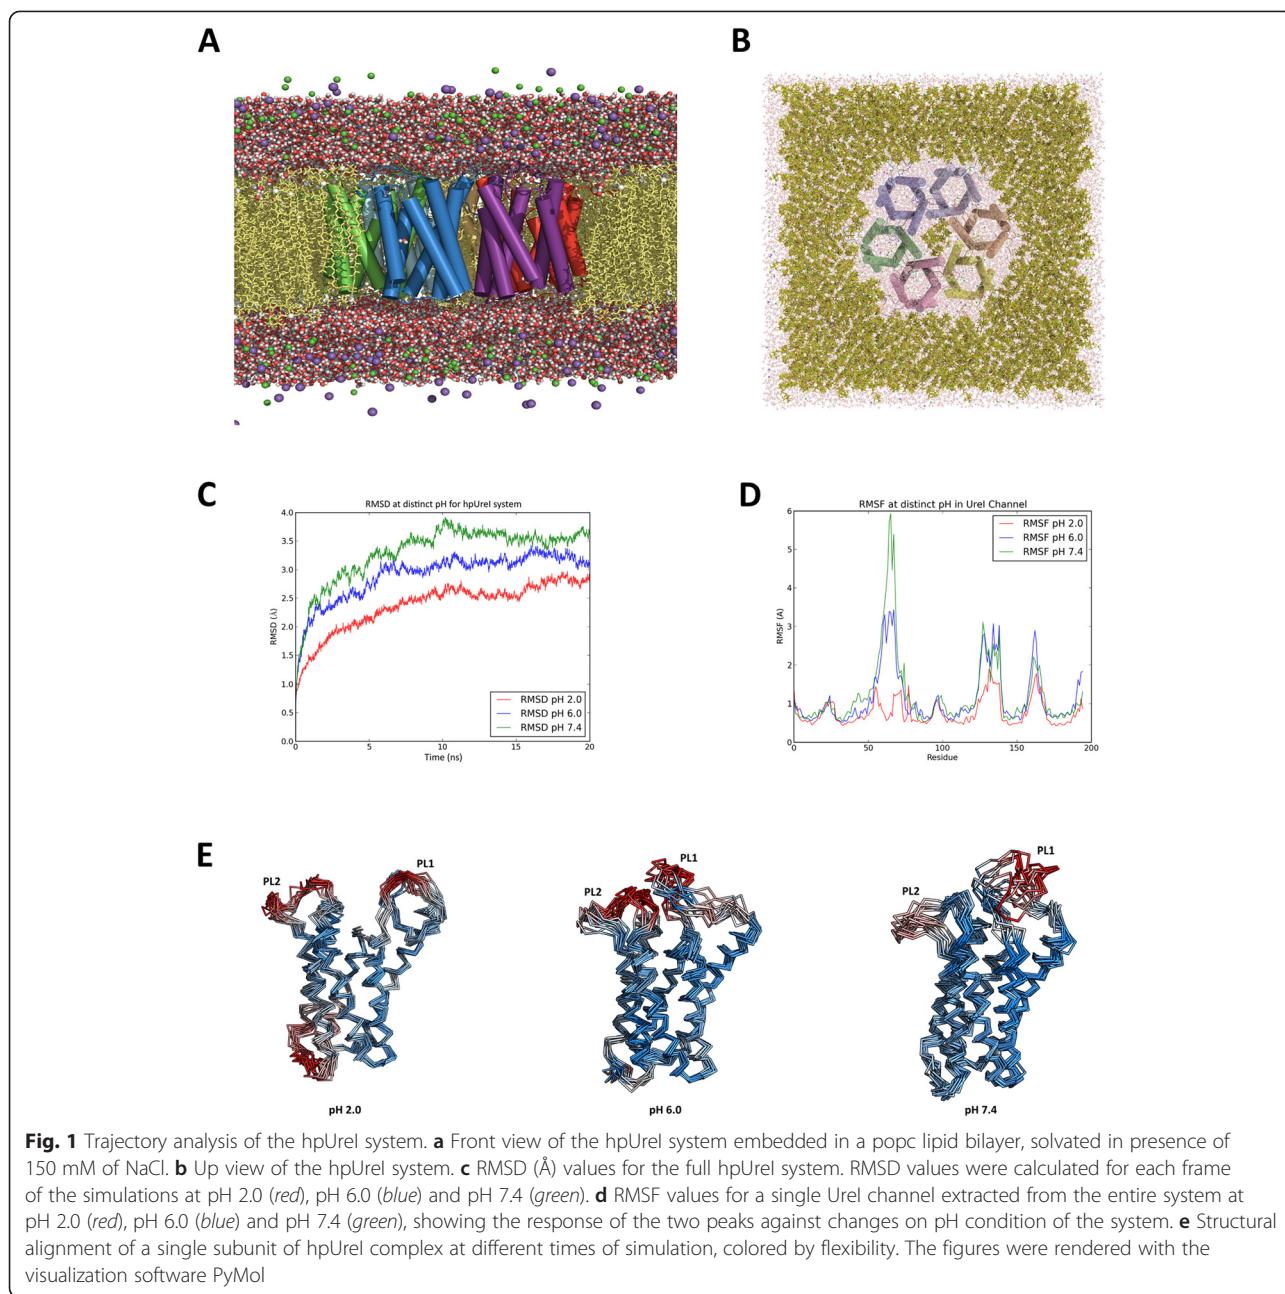 A
B
C
RMSD at distinct pH for hpUreI system
4.0
3.5
3.0
2.5
2.0
1.5
1.0
0.5
0.0
RMSD (Å)
0
5
10
15
20
Time (ns)
RMSD pH 2.0
RMSD pH 6.0
RMSD pH 7.4
D
RMSF at distinct pH in UreI Channel
6
5
4
3
2
1
0
RMSF (A)
0
50
100
150
200
Residue
RMSF pH 2.0
RMSF pH 6.0
RMSF pH 7.4
E
PL2
PL1
pH 2.0
PL2
PL1
pH 6.0
PL2
PL1
pH 7.4
Fig. 1 Trajectory analysis of the hpUreI system. a Front view of the hpUreI system embedded in a popc lipid bilayer, solvated in presence of
150 mM of NaCl. b Up view of the hpUreI system. c RMSD (Å) values for the full hpUreI system. RMSD values were calculated for each frame
of the simulations at pH 2.0 (red), pH 6.0 (blue) and pH 7.4 (green). d RMSF values for a single UreI channel extracted from the entire system at
pH 2.0 (red), pH 6.0 (blue) and pH 7.4 (green), showing the response of the two peaks against changes on pH condition of the system. e Structural
alignment of a single subunit of hpUreI complex at different times of simulation, colored by flexibility. The figures were rendered with the
visualization software PyMol